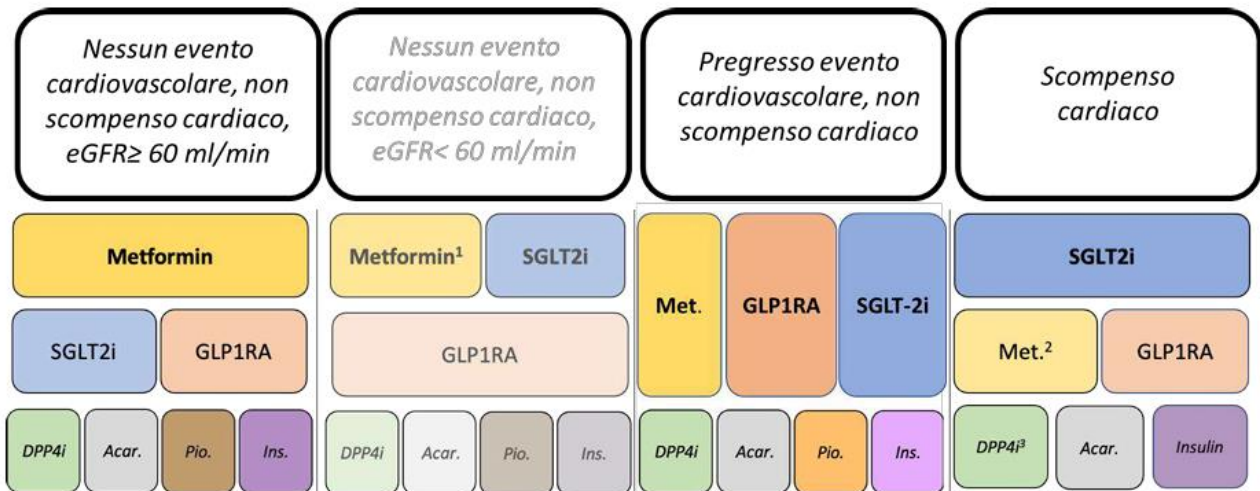 Nessun evento
cardiovascolare, non
scompenso cardiaco,
eGFR≥ 60 ml/min
Nessun evento
cardiovascolare, non
scompenso cardiaco,
eGFR< 60 ml/min
Pregresso evento
cardiovascolare, non
scompenso cardiaco
Scompenso
cardiaco
Metformin
Metformin¹
SGLT2i
Met.
GLP1RA
SGLT-2i
SGLT2i
SGLT2i
GLP1RA
GLP1RA
Met.²
GLP1RA
DPP4i
Acar.
Pio.
Ins.
DPP4i
Acar.
Pio.
Ins.
DPP4i
Acar.
Pio.
Ins.
DPP4i³
Acar.
Insulin